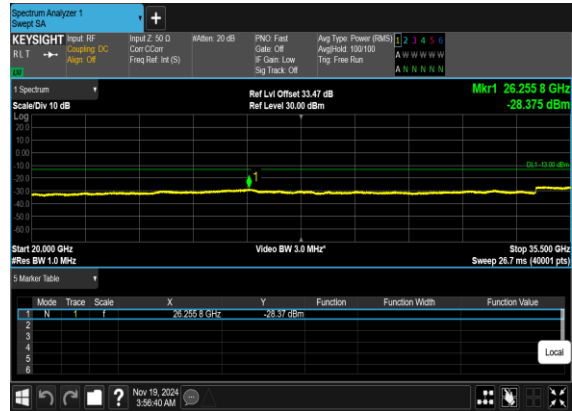 Spectrum Analyzer 1
Swept SA
+
KEYSIGHT Input: RF Input Z: 50 Ω #Atten: 20 dB PNO: Fast Avg Type: Power (RMS) 1 2 3 4 5 6
RLT Coupling: DC Corr CCorr Gate: Off Avg|Hold: 100/100 A W W W W W
Align: Off Freq Ref: Int (S) IF Gain: Low Trig: Free Run
Sig Track: Off A N N N N N
1 Spectrum Ref Lvl Offset 33.47 dB Mkr1 26.255 8 GHz
Scale/Div 10 dB Ref Level 30.00 dBm -28.375 dBm
Log
20.0
10.0
0.00
-10.0 DL1 -13.00 dBm
-20.0 1
-30.0
-40.0
-50.0
-60.0
Start 20.000 GHz Video BW 3.0 MHz* Stop 35.500 GHz
#Res BW 1.0 MHz Sweep 26.7 ms (40001 pts)
5 Marker Table
Mode Trace Scale X Y Function Function Width Function Value
1 N 1 f 26.255 8 GHz -28.37 dBm
2
3
4
5
6
Local
? Nov 19, 2024
3:56:40 AM